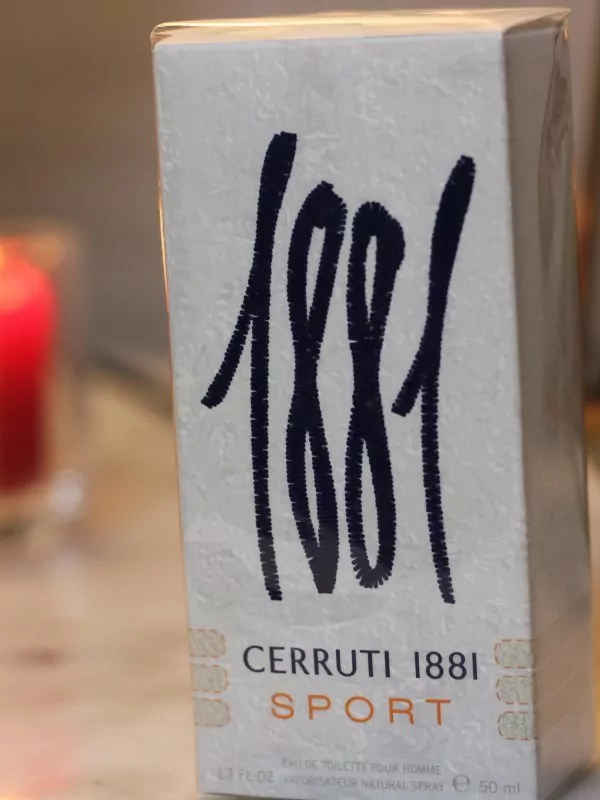 1881
CERRUTI 1881
SPORT
EAU DE TOILETTE POUR HOMME
1.7 FL·OZ VAPORISATEUR NATURAL SPRAY ℮ 50 ml